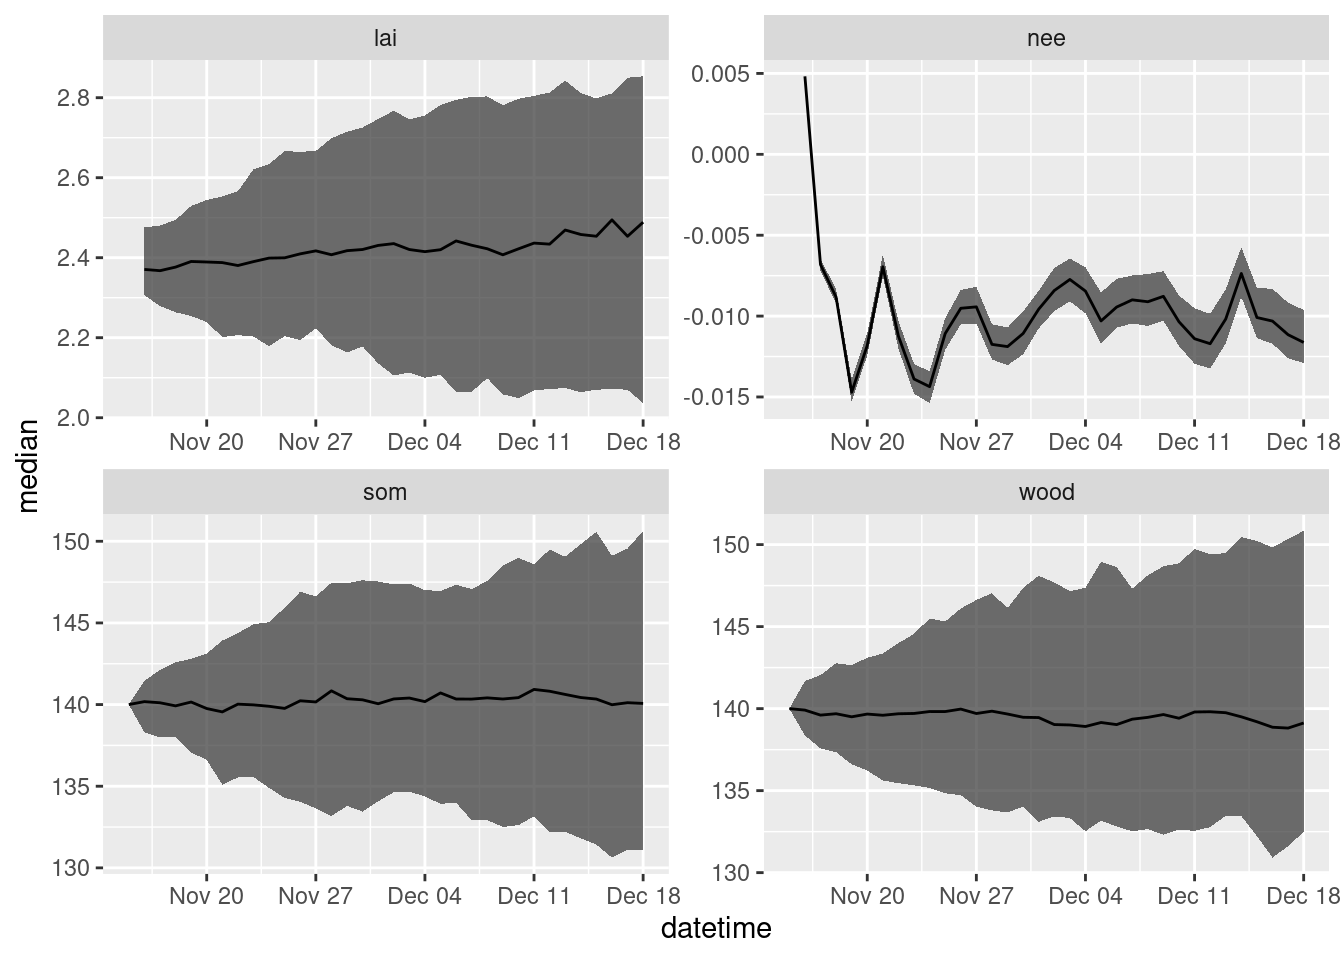 lai
nee
2.8
2.6
2.4
2.2
2.0
0.005
0.000
-0.005
-0.010
-0.015
Nov 20 Nov 27 Dec 04 Dec 11 Dec 18
Nov 20 Nov 27 Dec 04 Dec 11 Dec 18
median
som
wood
150
145
140
135
130
150
145
140
135
130
Nov 20 Nov 27 Dec 04 Dec 11 Dec 18
Nov 20 Nov 27 Dec 04 Dec 11 Dec 18
datetime